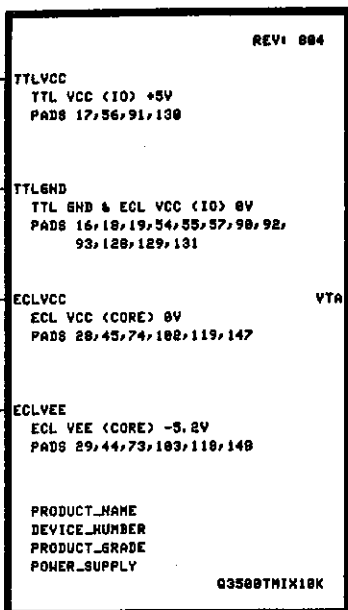 REV: 004
TTLVCC
TTL VCC (IO) +5V
PADS 17,56,91,130
TTLGND
TTL GND & ECL VCC (IO) 0V
PADS 16,18,19,54,55,57,90,92,
93,128,129,131
ECLVCC
VTA
ECL VCC (CORE) 0V
PADS 28,45,74,102,119,147
ECLVEE
ECL VEE (CORE) -5.2V
PADS 29,44,73,103,118,148
PRODUCT_NAME
DEVICE_NUMBER
PRODUCT_GRADE
POWER_SUPPLY
Q3500TMIX10K